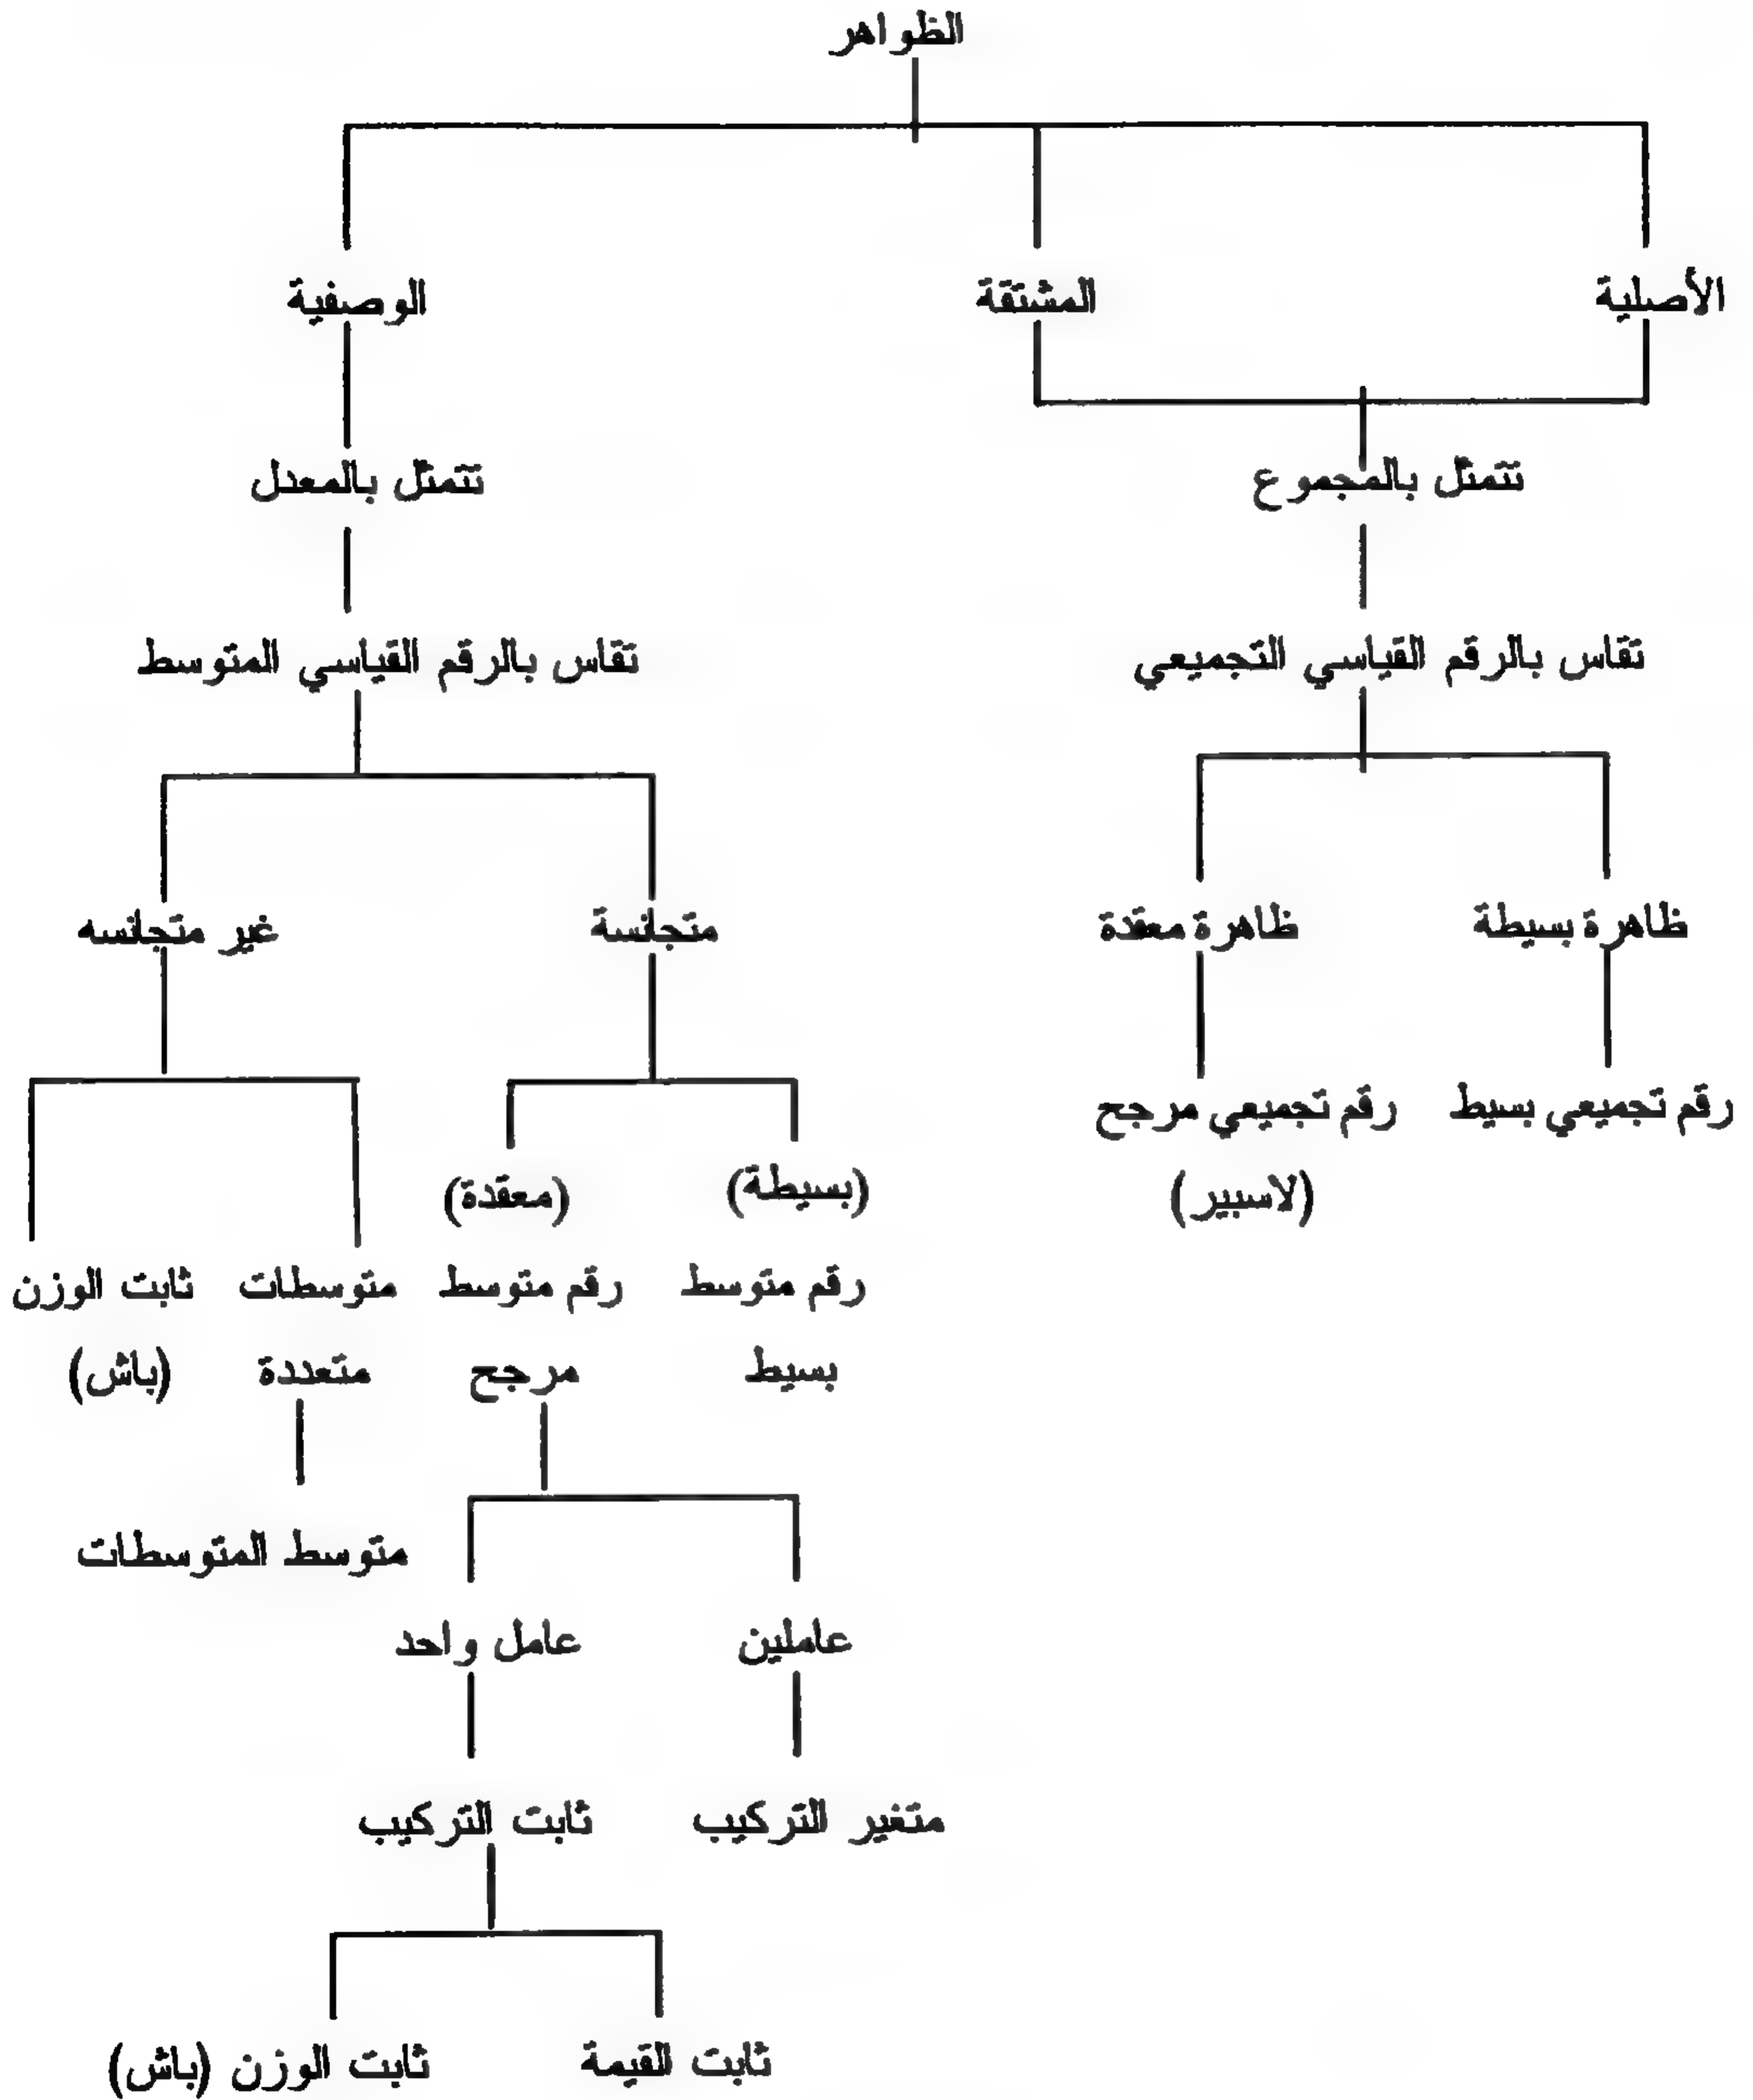 الظواهر
الأصلية المشتقة الوصفية
تتمثل بالمجموع تتمثل بالمعدل
تقاس بالرقم القياسي التجميعي تقاس بالرقم القياسي المتوسط
ظاهرة بسيطة ظاهرة معقدة متجانسة غير متجانسه
رقم تجميعي بسيط رقم تجميعي مرجح
(لاسبير) (بسيطة) (معقدة)
رقم متوسط رقم متوسط متوسطات ثابت الوزن
بسيط مرجح متعددة (باش)
متوسط المتوسطات
عاملين عامل واحد
متغير التركيب ثابت التركيب
ثابت القيمة ثابت الوزن (باش)